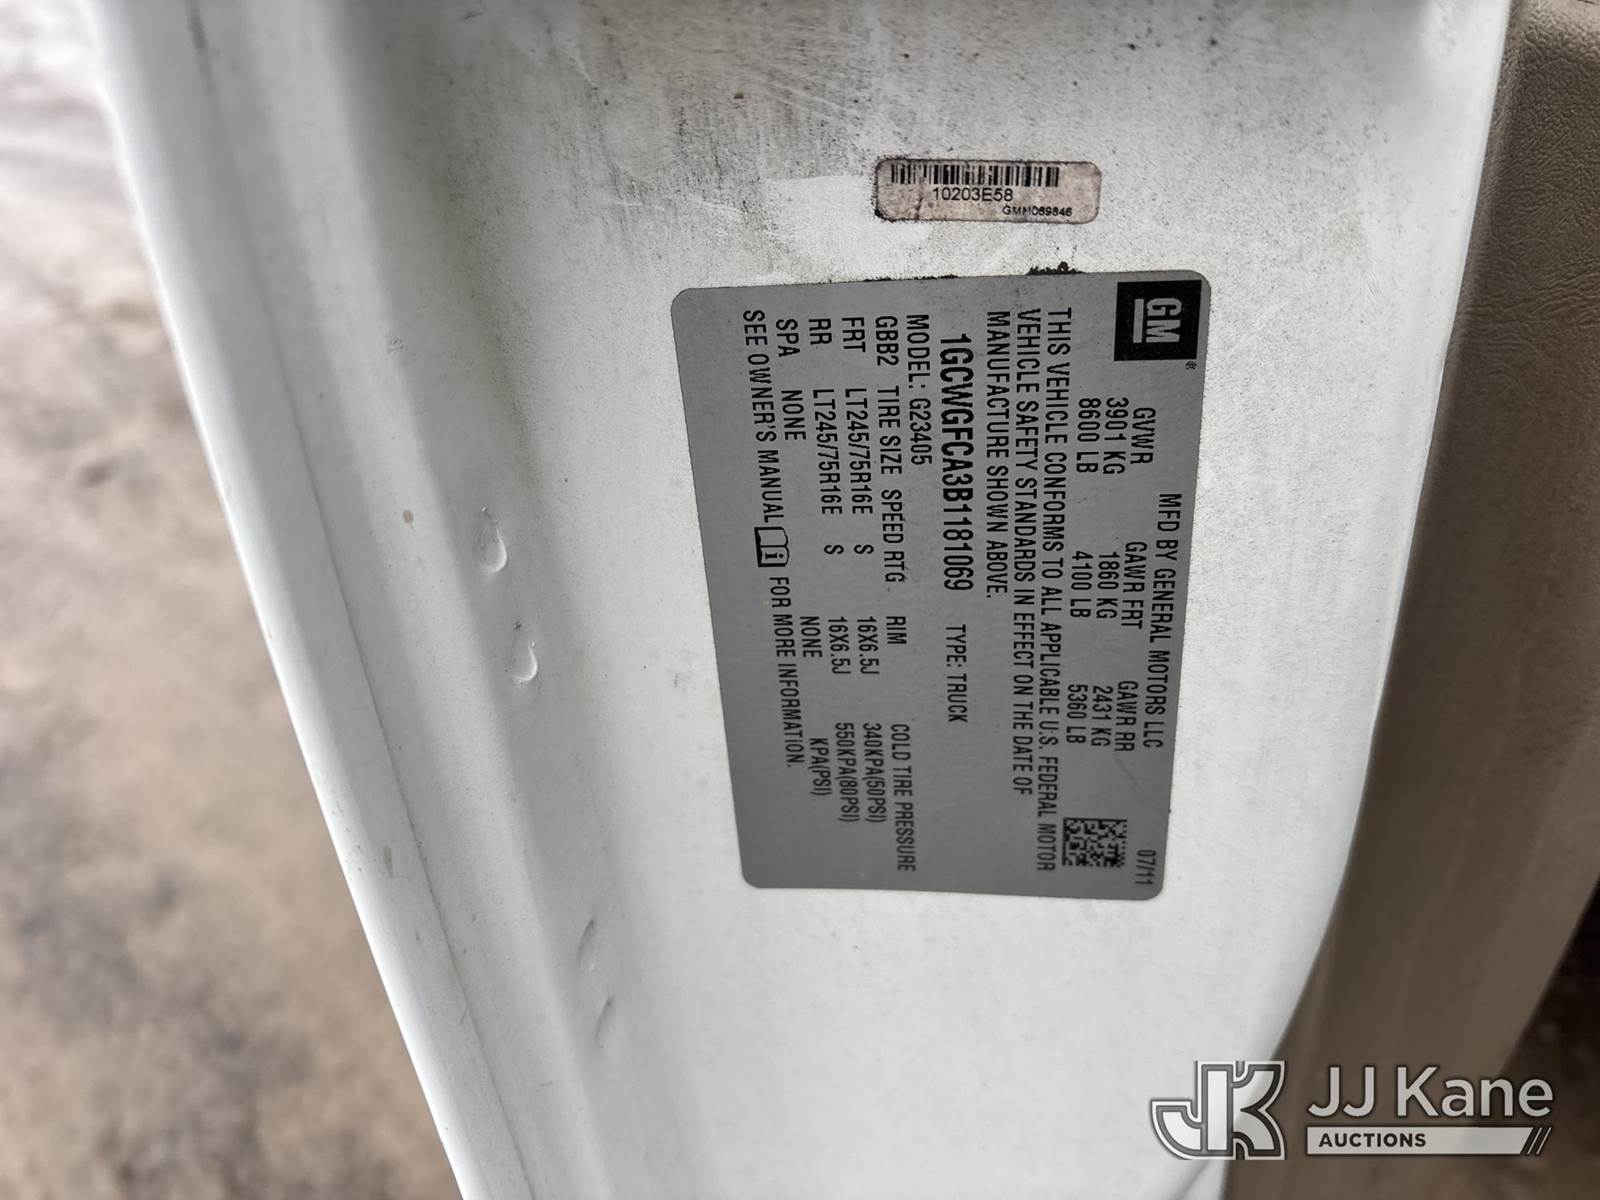 10203E58
GMH069846
GM®
MFD BY GENERAL MOTORS LLC 07/11
GVWR GAWR FRT GAWR RR
3901 KG 1860 KG 2431 KG
8600 LB 4100 LB 5360 LB
THIS VEHICLE CONFORMS TO ALL APPLICABLE U.S. FEDERAL MOTOR
VEHICLE SAFETY STANDARDS IN EFFECT ON THE DATE OF
MANUFACTURE SHOWN ABOVE.
1GCWGFCA3B1181069 TYPE: TRUCK
MODEL: G23405
GBB2 TIRE SIZE SPEED RTG RIM COLD TIRE PRESSURE
FRT LT245/75R16E S 16X6.5J 340KPA(50PSI)
RR LT245/75R16E S 16X6.5J 550KPA(80PSI)
SPA NONE NONE KPA(PSI)
SEE OWNER'S MANUAL i FOR MORE INFORMATION.
JK JJ Kane
AUCTIONS